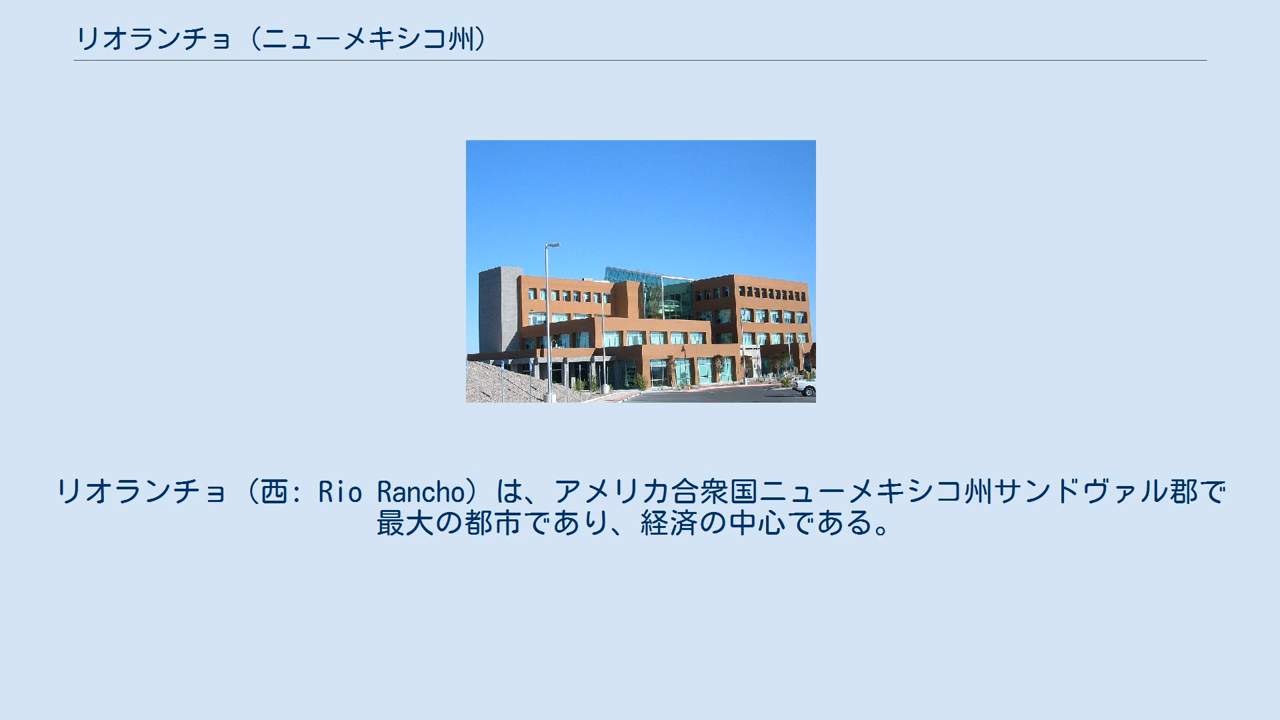 リオランチョ（ニューメキシコ州）
リオランチョ（西: Rio Rancho）は、アメリカ合衆国ニューメキシコ州サンドヴァル郡で
最大の都市であり、経済の中心である。